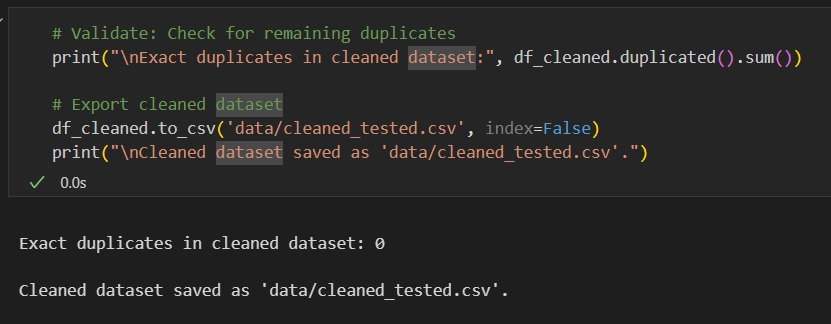 # Validate: Check for remaining duplicates
print("\nExact duplicates in cleaned dataset:", df_cleaned.duplicated().sum())
# Export cleaned dataset
df_cleaned.to_csv('data/cleaned_tested.csv', index=False)
print("\nCleaned dataset saved as 'data/cleaned_tested.csv'.")
✓ 0.0s
Exact duplicates in cleaned dataset: 0
Cleaned dataset saved as 'data/cleaned_tested.csv'.